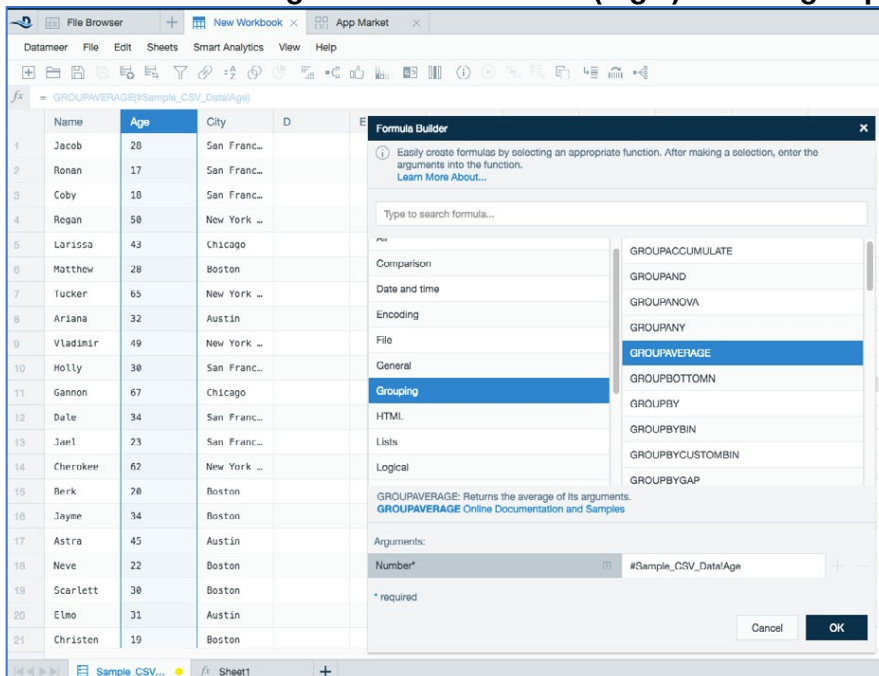 File Browser + New Workbook × App Market ×
Datameer File Edit Sheets Smart Analytics View Help
fx = GROUPAVERAGE(#Sample_CSV_Data!Age)
Name Age City D E
1 Jacob 28 San Franc…
2 Ronan 17 San Franc…
3 Coby 18 San Franc…
4 Regan 50 New York …
5 Larissa 43 Chicago
6 Matthew 28 Boston
7 Tucker 65 New York …
8 Ariana 32 Austin
9 Vladimir 49 New York …
10 Holly 30 San Franc…
11 Gannon 67 Chicago
12 Dale 34 San Franc…
13 Jael 23 San Franc…
14 Cherokee 62 New York …
15 Berk 20 Boston
16 Jayme 34 Boston
17 Astra 45 Austin
18 Neve 22 Boston
19 Scarlett 30 Boston
20 Elmo 31 Austin
21 Christen 19 Boston
Formula Builder ×
Easily create formulas by selecting an appropriate function. After making a selection, enter the
arguments into the function.
Learn More About...
Type to search formula...
All
Comparison
Date and time
Encoding
File
General
Grouping
HTML
Lists
Logical
GROUPACCUMULATE
GROUPAND
GROUPANOVA
GROUPANY
GROUPAVERAGE
GROUPBOTTOMN
GROUPBY
GROUPBYBIN
GROUPBYCUSTOMBIN
GROUPBYGAP
GROUPAVERAGE: Returns the average of its arguments.
GROUPAVERAGE Online Documentation and Samples
Arguments:
Number* #Sample_CSV_Data!Age + −
* required
Cancel OK
Sample_CSV... fx Sheet1 +